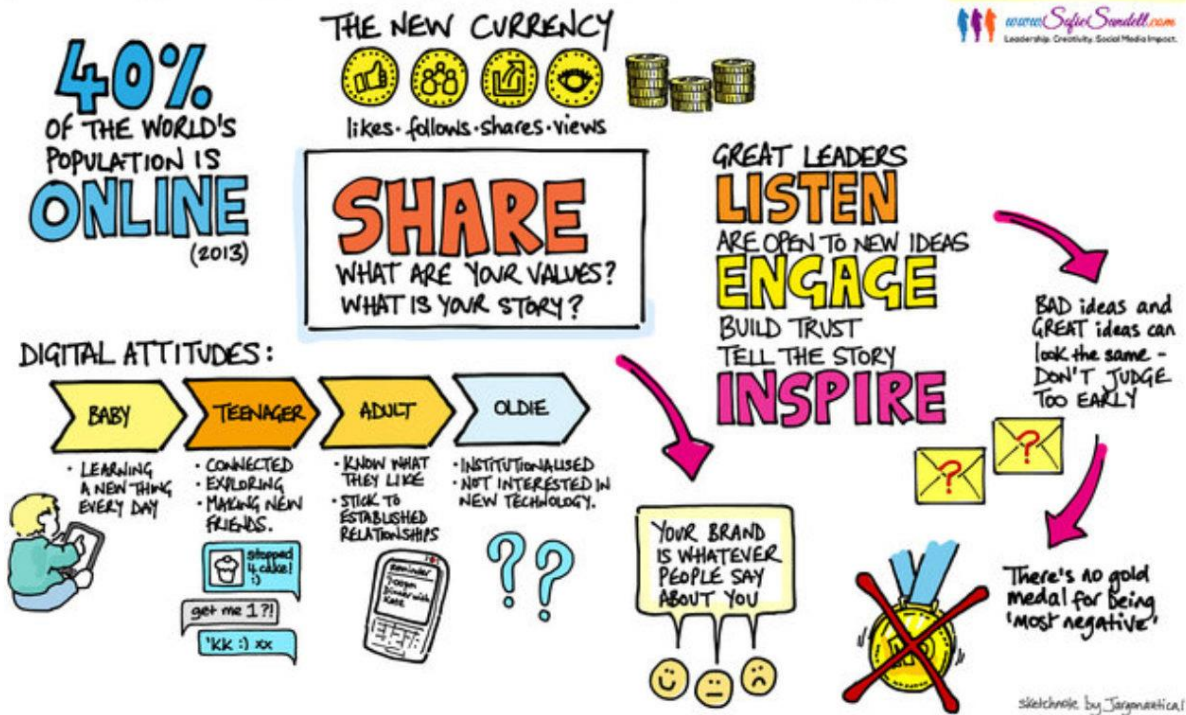 www.SofieSandell.com
Leadership. Creativity. Social Media Impact.
40%
OF THE WORLD'S
POPULATION IS
ONLINE
(2013)
THE NEW CURRENCY
likes · follows · shares · views
SHARE
WHAT ARE YOUR VALUES?
WHAT IS YOUR STORY?
GREAT LEADERS
LISTEN
ARE OPEN TO NEW IDEAS
ENGAGE
BUILD TRUST
TELL THE STORY
INSPIRE
BAD ideas and
GREAT ideas can
look the same -
DON'T JUDGE
TOO EARLY
? ?
There's no gold
medal for being
'most negative'
DIGITAL ATTITUDES:
BABY
· LEARNING
A NEW THING
EVERY DAY
TEENAGER
· CONNECTED
· EXPLORING
· MAKING NEW
FRIENDS.
stopped
4 cake!
:)
get me 1 ?!
'kk :) xx
ADULT
· KNOW WHAT
THEY LIKE
· STICK TO
ESTABLISHED
RELATIONSHIPS
Reminder
7:00pm
Dinner with
Kate
OLDIE
· INSTITUTIONALISED
· NOT INTERESTED IN
NEW TECHNOLOGY.
? ?
YOUR BRAND
IS WHATEVER
PEOPLE SAY
ABOUT YOU
sketchnote by Jargonautical